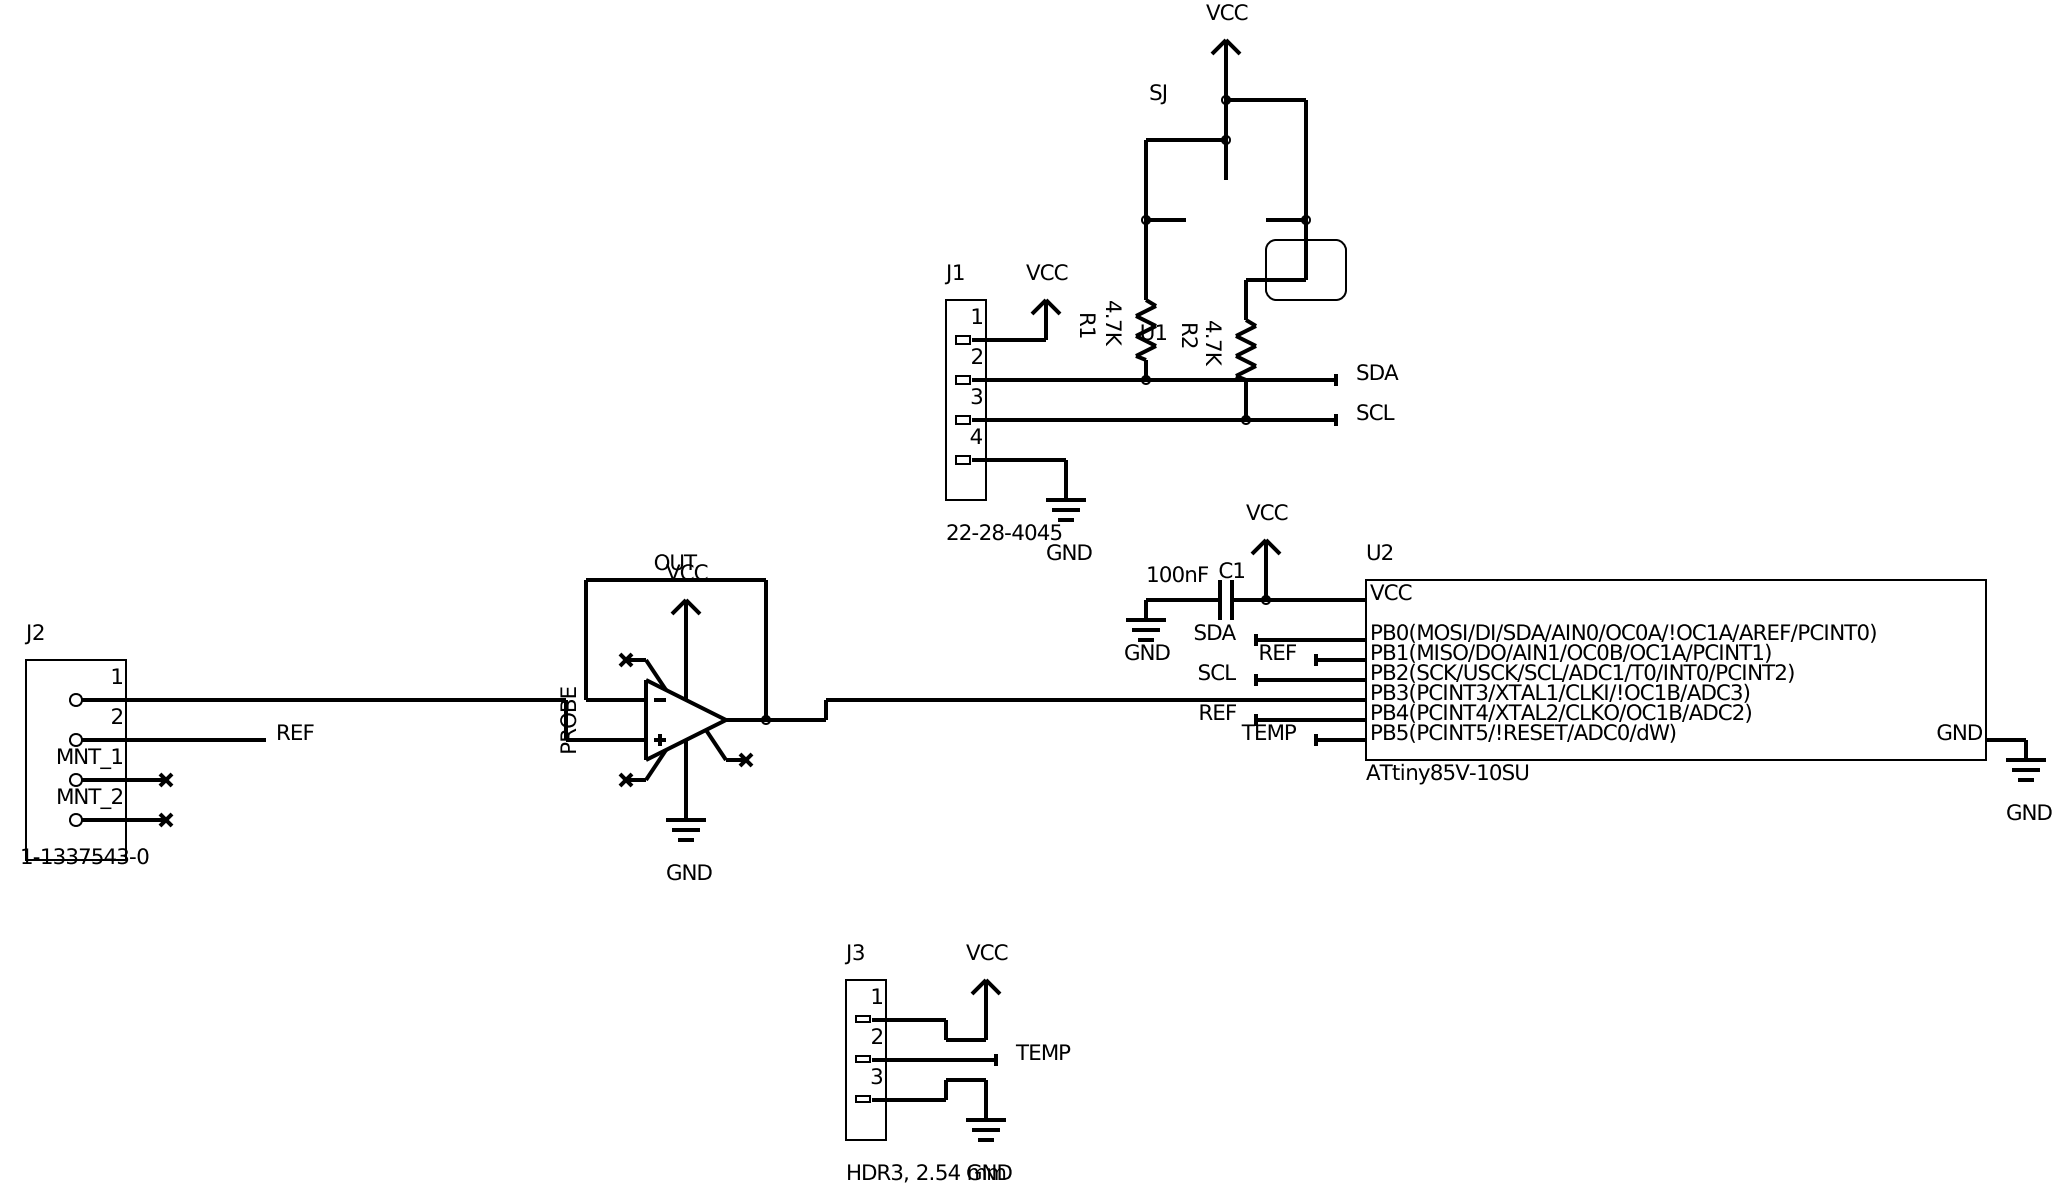 VCC
SJ
J1
VCC
1
2
3
4
22-28-4045
GND
R1
4.7K
U1
R2
4.7K
SDA
SCL
VCC
100nF C1
GND
U2
VCC
SDA
PB0(MOSI/DI/SDA/AIN0/OC0A/!OC1A/AREF/PCINT0)
REF
PB1(MISO/DO/AIN1/OC0B/OC1A/PCINT1)
SCL
PB2(SCK/USCK/SCL/ADC1/T0/INT0/PCINT2)
PB3(PCINT3/XTAL1/CLKI/!OC1B/ADC3)
REF
PB4(PCINT4/XTAL2/CLKO/OC1B/ADC2)
TEMP
PB5(PCINT5/!RESET/ADC0/dW)
GND
ATtiny85V-10SU
GND
OUT
VCC
PROBE
GND
J2
1
2
REF
MNT_1
MNT_2
1-1337543-0
J3
VCC
1
2
TEMP
3
HDR3, 2.54 mm
GND